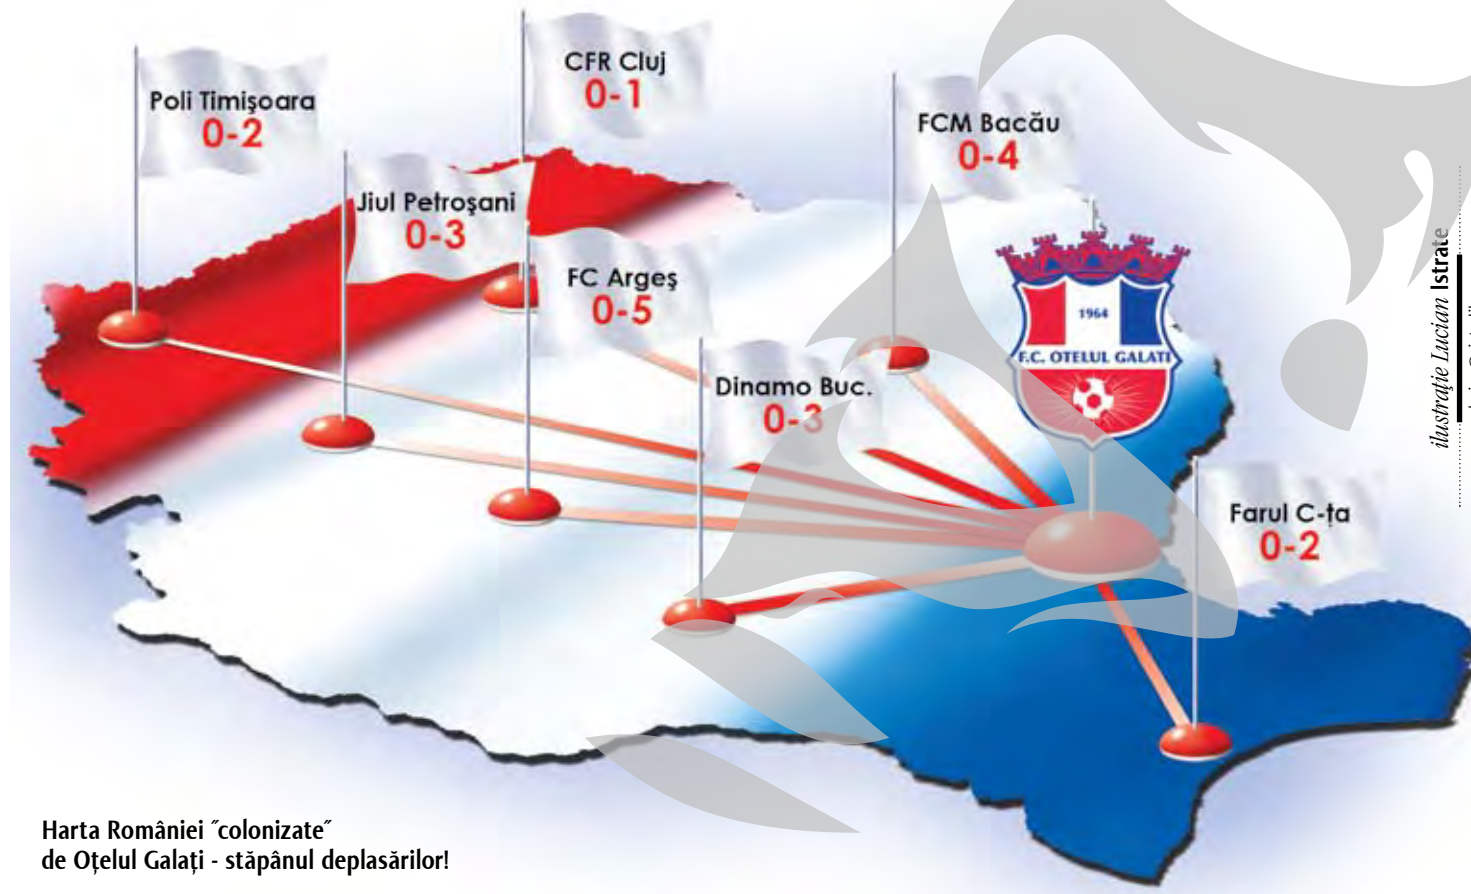 CFR Cluj
0-1
Poli Timişoara
0-2
FCM Bacău
0-4
Jiul Petroşani
0-3
FC Argeş
0-5
1964
F.C. OTELUL GALATI
Dinamo Buc.
0-3
Farul C-ța
0-2
ilustraţie Lucian Istrate
Harta României ˝colonizate˝
de Oţelul Galaţi - stăpânul deplasărilor!